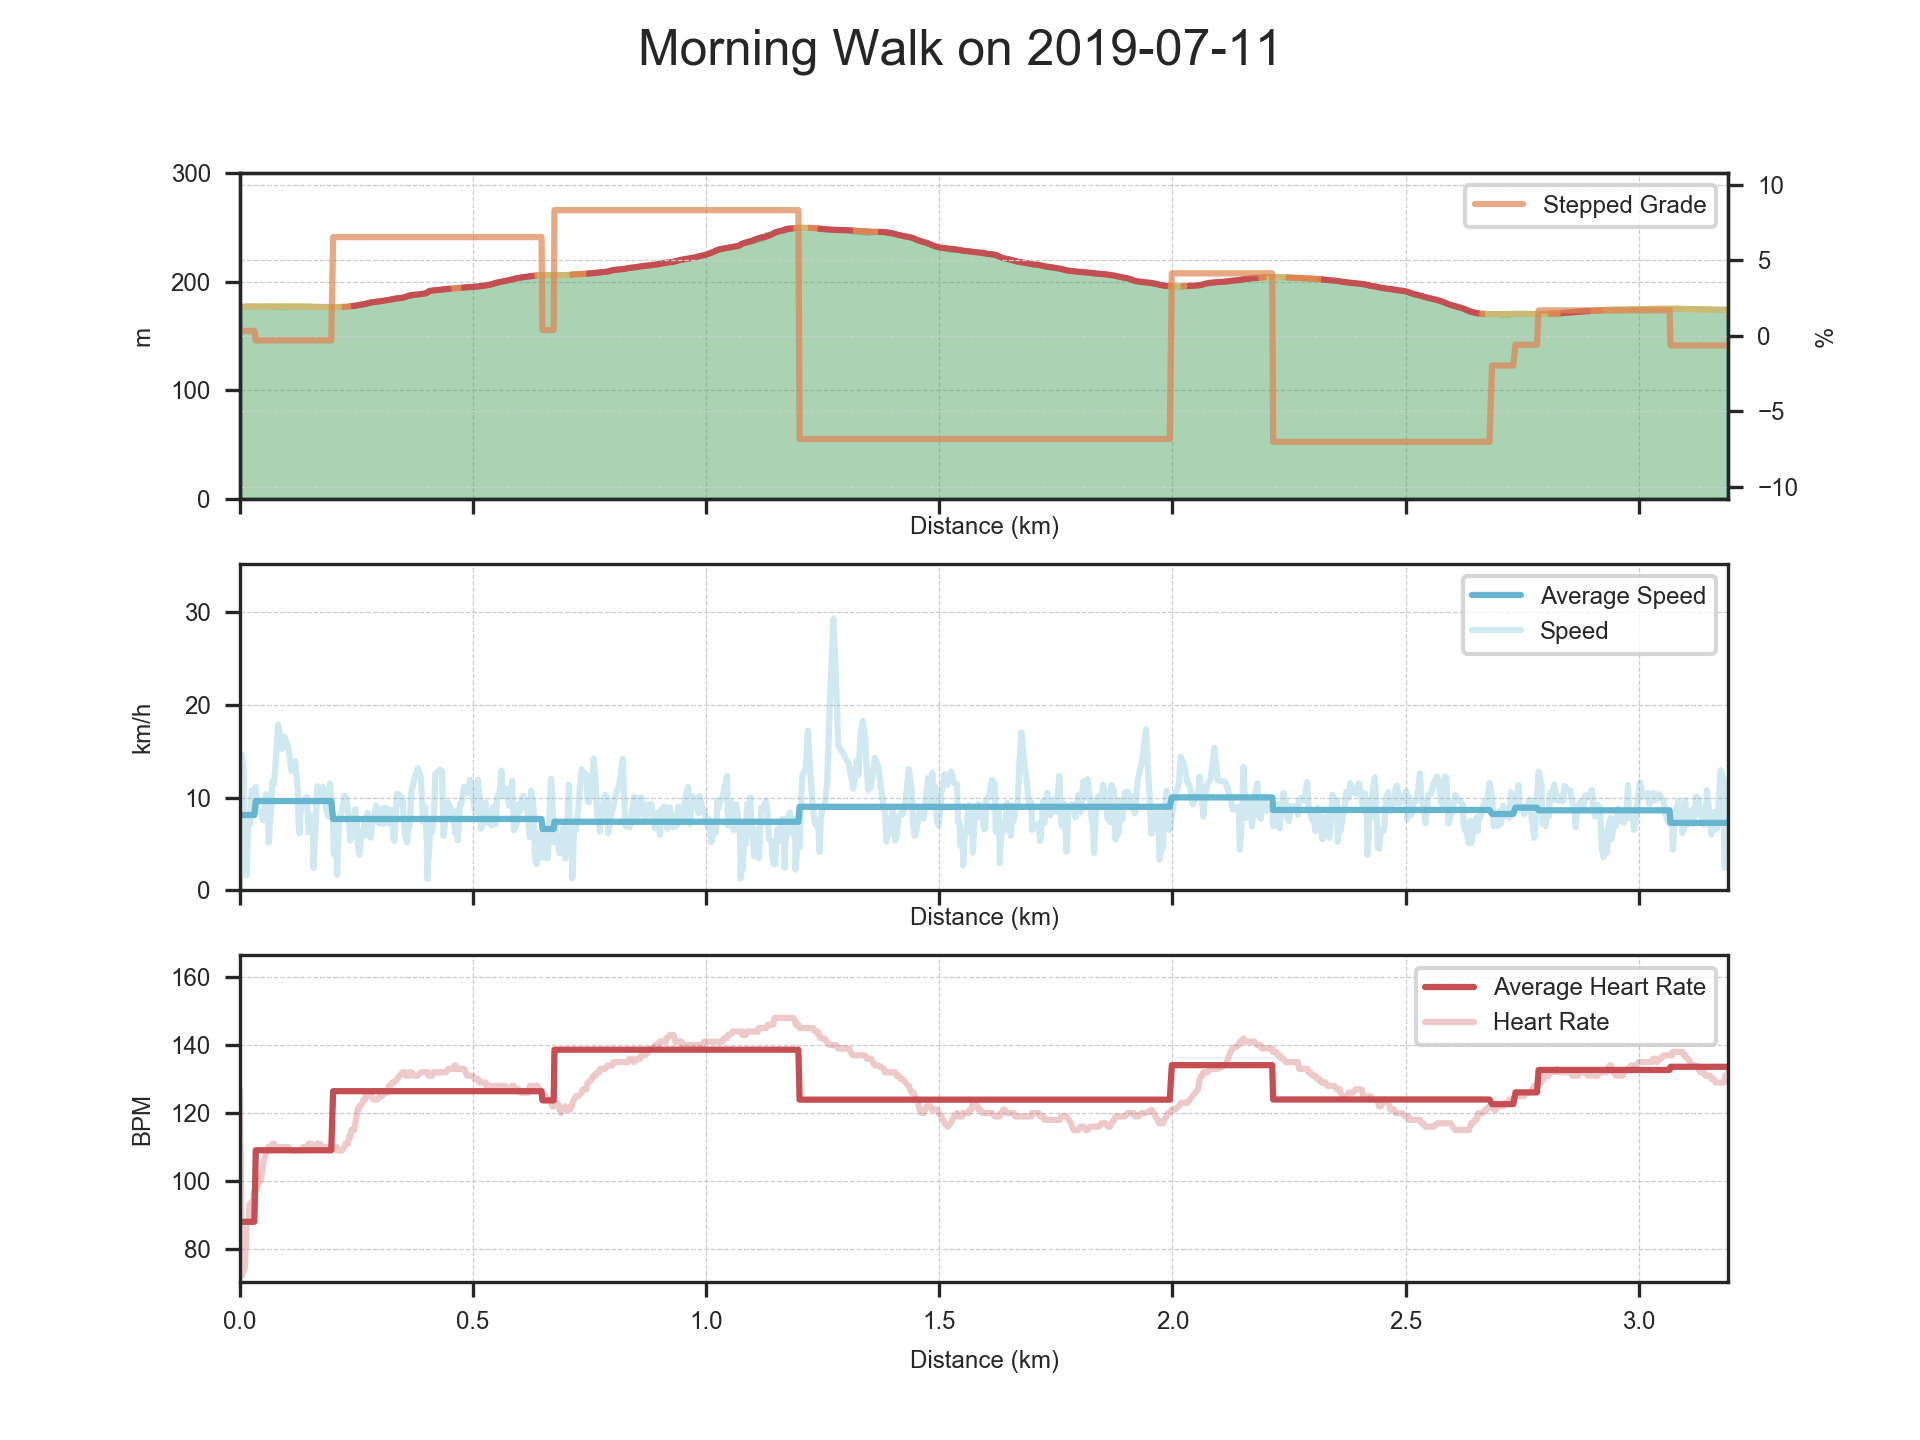 Morning Walk on 2019-07-11
300
200
100
0
m
10
5
0
−5
−10
%
Stepped Grade
Distance (km)
30
20
10
0
km/h
Average Speed
Speed
Distance (km)
160
140
120
100
80
BPM
Average Heart Rate
Heart Rate
0.0 0.5 1.0 1.5 2.0 2.5 3.0
Distance (km)